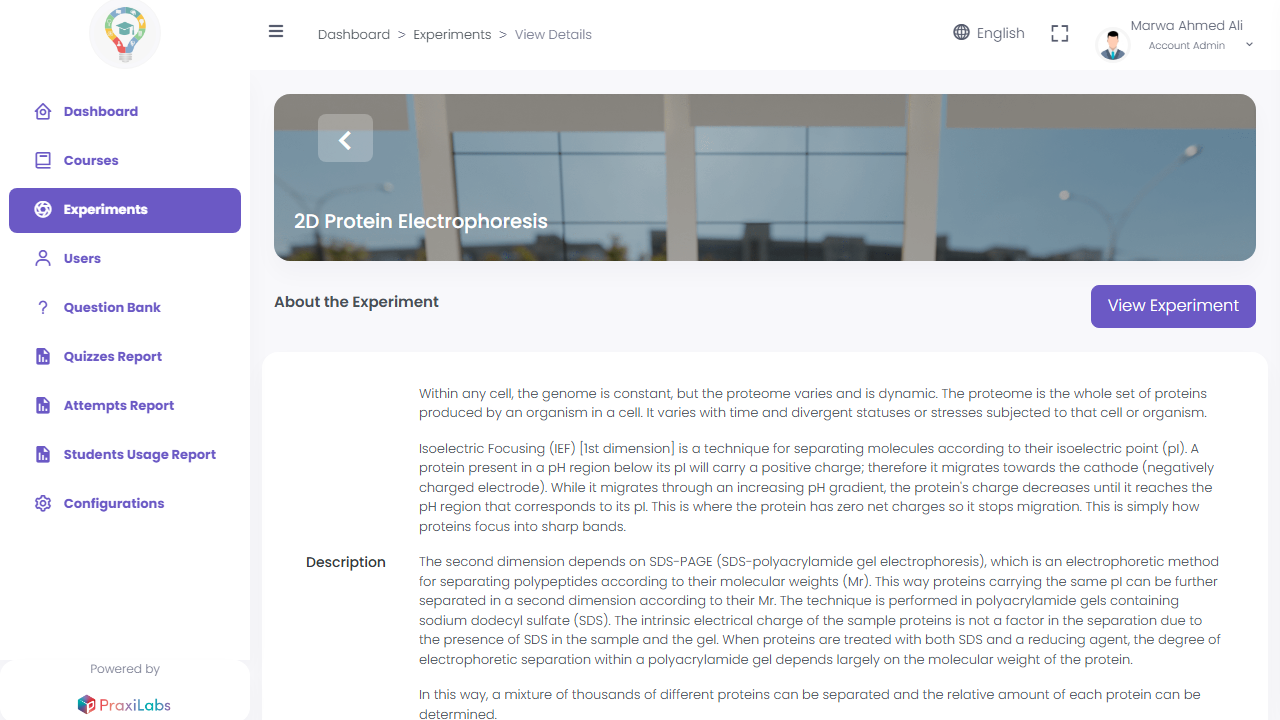 Dashboard > Experiments > View Details
English
Marwa Ahmed Ali
Account Admin
Dashboard
Courses
Experiments
Users
Question Bank
Quizzes Report
Attempts Report
Students Usage Report
Configurations
Powered by
PraxiLabs
2D Protein Electrophoresis
About the Experiment
View Experiment
Description
Within any cell, the genome is constant, but the proteome varies and is dynamic. The proteome is the whole set of proteins
produced by an organism in a cell. It varies with time and divergent statuses or stresses subjected to that cell or organism.
Isoelectric Focusing (IEF) [1st dimension] is a technique for separating molecules according to their isoelectric point (pI). A
protein present in a pH region below its pI will carry a positive charge; therefore it migrates towards the cathode (negatively
charged electrode). While it migrates through an increasing pH gradient, the protein's charge decreases until it reaches the
pH region that corresponds to its pI. This is where the protein has zero net charges so it stops migration. This is simply how
proteins focus into sharp bands.
The second dimension depends on SDS-PAGE (SDS-polyacrylamide gel electrophoresis), which is an electrophoretic method
for separating polypeptides according to their molecular weights (Mr). This way proteins carrying the same pI can be further
separated in a second dimension according to their Mr. The technique is performed in polyacrylamide gels containing
sodium dodecyl sulfate (SDS). The intrinsic electrical charge of the sample proteins is not a factor in the separation due to
the presence of SDS in the sample and the gel. When proteins are treated with both SDS and a reducing agent, the degree of
electrophoretic separation within a polyacrylamide gel depends largely on the molecular weight of the protein.
In this way, a mixture of thousands of different proteins can be separated and the relative amount of each protein can be
determined.